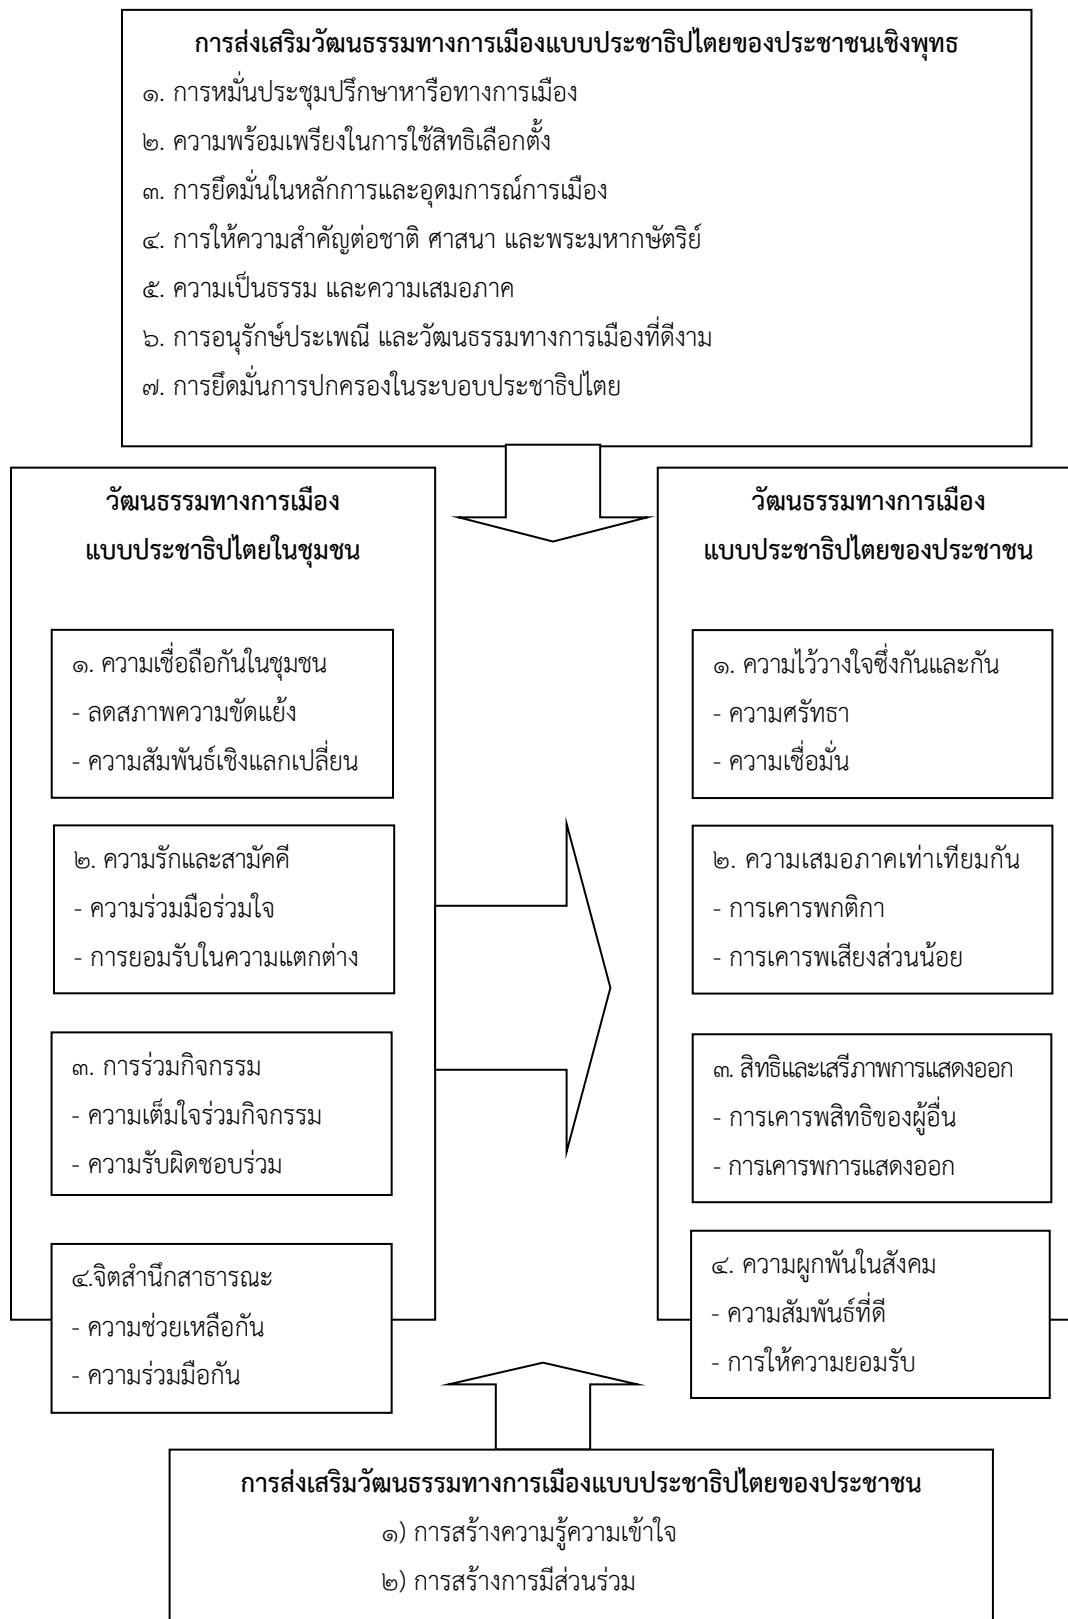 การส่งเสริมวัฒนธรรมทางการเมืองแบบประชาธิปไตยของประชาชนเชิงพุทธ
๑. การหมั่นประชุมปรึกษาหารือทางการเมือง
๒. ความพร้อมเพรียงในการใช้สิทธิเลือกตั้ง
๓. การยึดมั่นในหลักการและอุดมการณ์การเมือง
๔. การให้ความสำคัญต่อชาติ ศาสนา และพระมหากษัตริย์
๕. ความเป็นธรรม และความเสมอภาค
๖. การอนุรักษ์ประเพณี และวัฒนธรรมทางการเมืองที่ดีงาม
๗. การยึดมั่นการปกครองในระบอบประชาธิปไตย
วัฒนธรรมทางการเมือง
แบบประชาธิปไตยในชุมชน
๑. ความเชื่อถือกันในชุมชน
- ลดสภาพความขัดแย้ง
- ความสัมพันธ์เชิงแลกเปลี่ยน
๒. ความรักและสามัคคี
- ความร่วมมือร่วมใจ
- การยอมรับในความแตกต่าง
๓. การร่วมกิจกรรม
- ความเต็มใจร่วมกิจกรรม
- ความรับผิดชอบร่วม
๔.จิตสำนึกสาธารณะ
- ความช่วยเหลือกัน
- ความร่วมมือกัน
วัฒนธรรมทางการเมือง
แบบประชาธิปไตยของประชาชน
๑. ความไว้วางใจซึ่งกันและกัน
- ความศรัทธา
- ความเชื่อมั่น
๒. ความเสมอภาคเท่าเทียมกัน
- การเคารพกติกา
- การเคารพเสียงส่วนน้อย
๓. สิทธิและเสรีภาพการแสดงออก
- การเคารพสิทธิของผู้อื่น
- การเคารพการแสดงออก
๔. ความผูกพันในสังคม
- ความสัมพันธ์ที่ดี
- การให้ความยอมรับ
การส่งเสริมวัฒนธรรมทางการเมืองแบบประชาธิปไตยของประชาชน
๑) การสร้างความรู้ความเข้าใจ
๒) การสร้างการมีส่วนร่วม